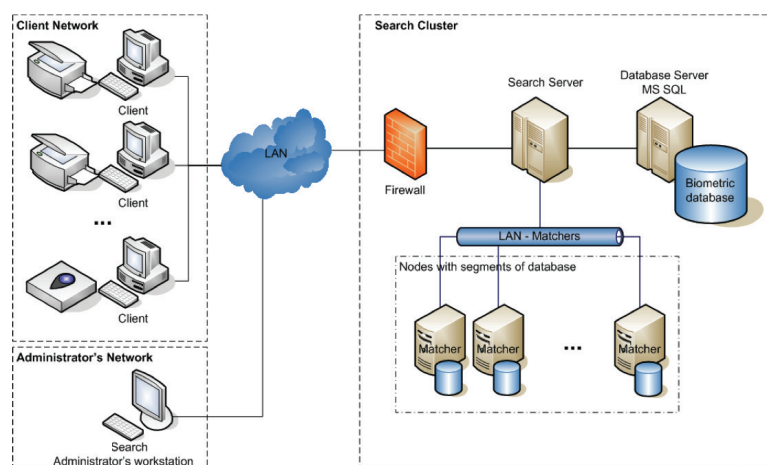 Client Network
Client
Client
...
Client
Administrator's Network
Search
Administrator's workstation
LAN
Search Cluster
Firewall
Search Server
Database Server
MS SQL
Biometric
database
LAN - Matchers
Nodes with segments of database
Matcher
Matcher
...
Matcher